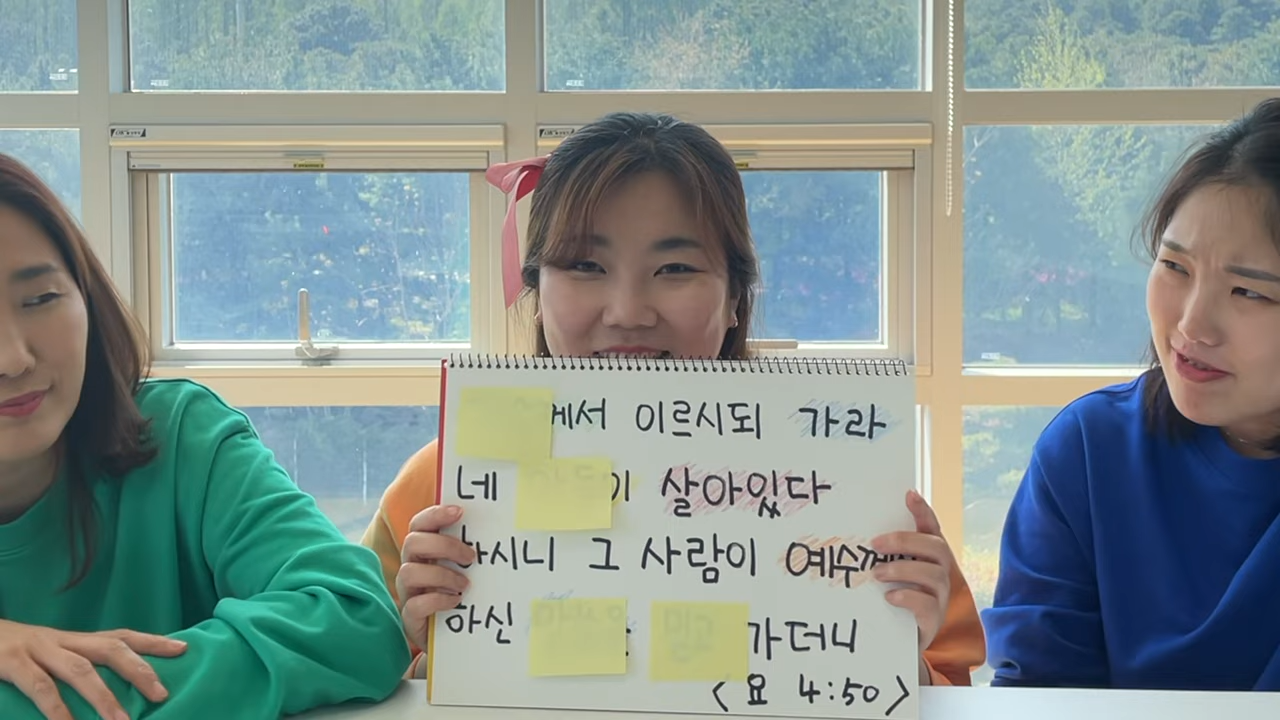 께서 이르시되 가라
네 이 살아있다
하시니 그 사람이 예수께서
하신 가더니
<요 4:50>